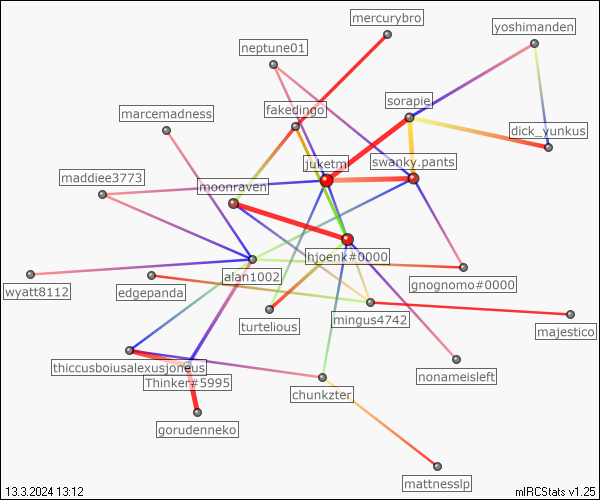 mercurybro
yoshimanden
neptune01
sorapie
fakedingo
marcemadness
dick_yunkus
juketm
swanky.pants
maddiee3773
moonraven
hjoenk#0000
alan1002
gnognomo#0000
wyatt8112
edgepanda
mingus4742
turtelious
majestico
thiccusboiusalexusjoneus
nonameisleft
Thinker#5995
chunkzter
gorudenneko
mattnesslp
13.3.2024 13:12
mIRCStats v1.25